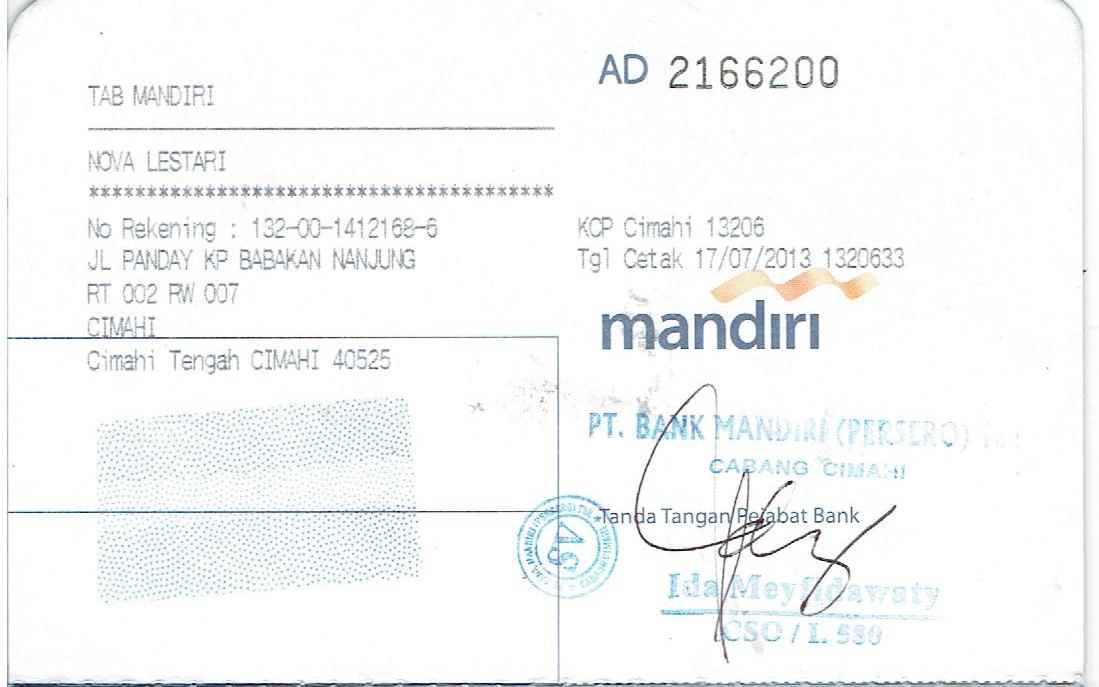 AD 2166200
TAB MANDIRI
NOVA LESTARI
****************************************
No Rekening : 132-00-1412168-6
JL PANDAY KP BABAKAN NANJUNG
RT 002 RW 007
CIMAHI
Cimahi Tengah CIMAHI 40525
KCP Cimahi 13206
Tgl Cetak 17/07/2013 1320633
mandiri
PT. BANK MANDIRI (PERSERO)
CABANG CIMAHI
Tanda Tangan Pejabat Bank
Ida Meyfidawaty
CSO / I. 580